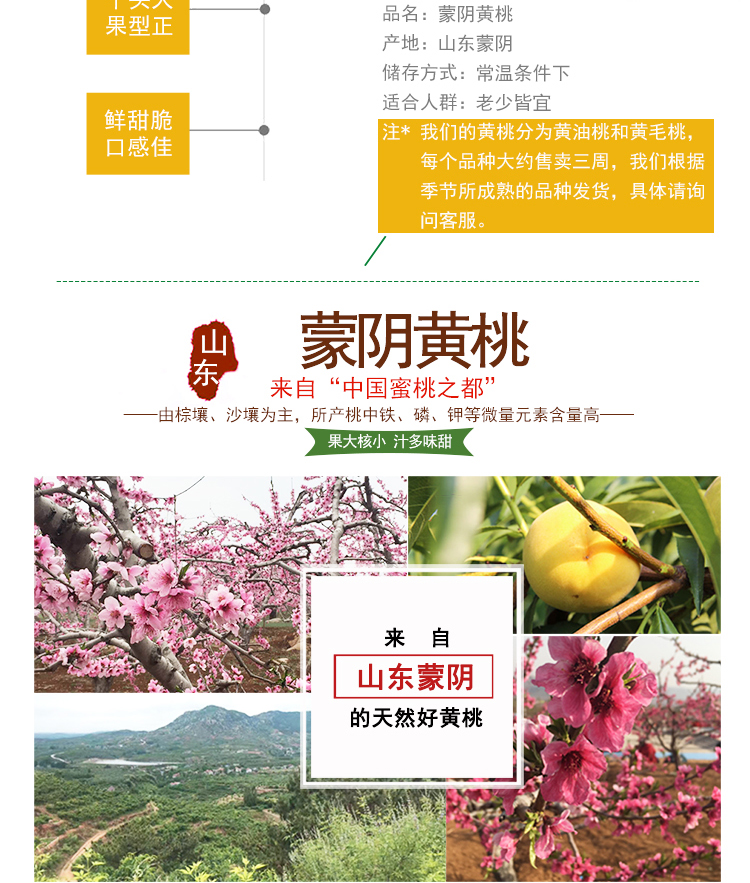 果型正
鲜甜脆
口感佳
品名：蒙阴黄桃
产地：山东蒙阴
储存方式：常温条件下
适合人群：老少皆宜
注* 我们的黄桃分为黄油桃和黄毛桃，
每个品种大约售卖三周，我们根据
季节所成熟的品种发货，具体请询
问客服。
山东
蒙阴黄桃
来自“中国蜜桃之都”
由棕壤、沙壤为主，所产桃中铁、磷、钾等微量元素含量高
果大核小 汁多味甜
来 自
山东蒙阴
的天然好黄桃